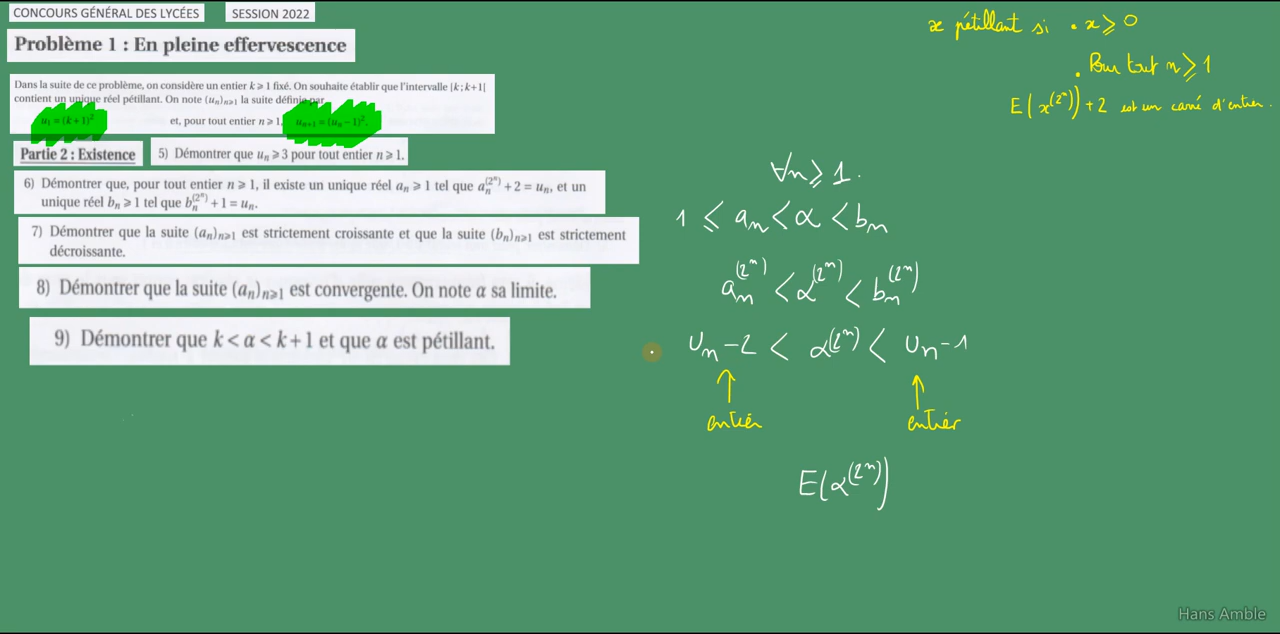 CONCOURS GÉNÉRAL DES LYCÉES SESSION 2022
Problème 1 : En pleine effervescence
Dans la suite de ce problème, on considère un entier k ⩾ 1 fixé. On souhaite établir que l'intervalle ]k; k+1[
contient un unique réel pétillant. On note (uₙ)ₙ⩾₁ la suite définie par
u₁ = (k+1)² et, pour tout entier n ⩾ 1, uₙ₊₁ = (uₙ − 1)².
Partie 2 : Existence 5) Démontrer que uₙ ⩾ 3 pour tout entier n ⩾ 1.
6) Démontrer que, pour tout entier n ⩾ 1, il existe un unique réel aₙ ⩾ 1 tel que aₙ^(2ⁿ) + 2 = uₙ, et un
unique réel bₙ ⩾ 1 tel que bₙ^(2ⁿ) + 1 = uₙ.
7) Démontrer que la suite (aₙ)ₙ⩾₁ est strictement croissante et que la suite (bₙ)ₙ⩾₁ est strictement
décroissante.
8) Démontrer que la suite (aₙ)ₙ⩾₁ est convergente. On note α sa limite.
9) Démontrer que k < α < k+1 et que α est pétillant.
x pétillant si • x ⩾ 0
• Pour tout n ⩾ 1
E(x^(2ⁿ)) + 2 est un carré d'entier.
∀n ⩾ 1.
1 ⩽ aₙ < α < bₙ
aₙ^(2ⁿ) < α^(2ⁿ) < bₙ^(2ⁿ)
Uₙ − 2 < α^(2ⁿ) < Uₙ − 1
↑ ↑
entier entier
E(α^(2ⁿ))
Hans Amble